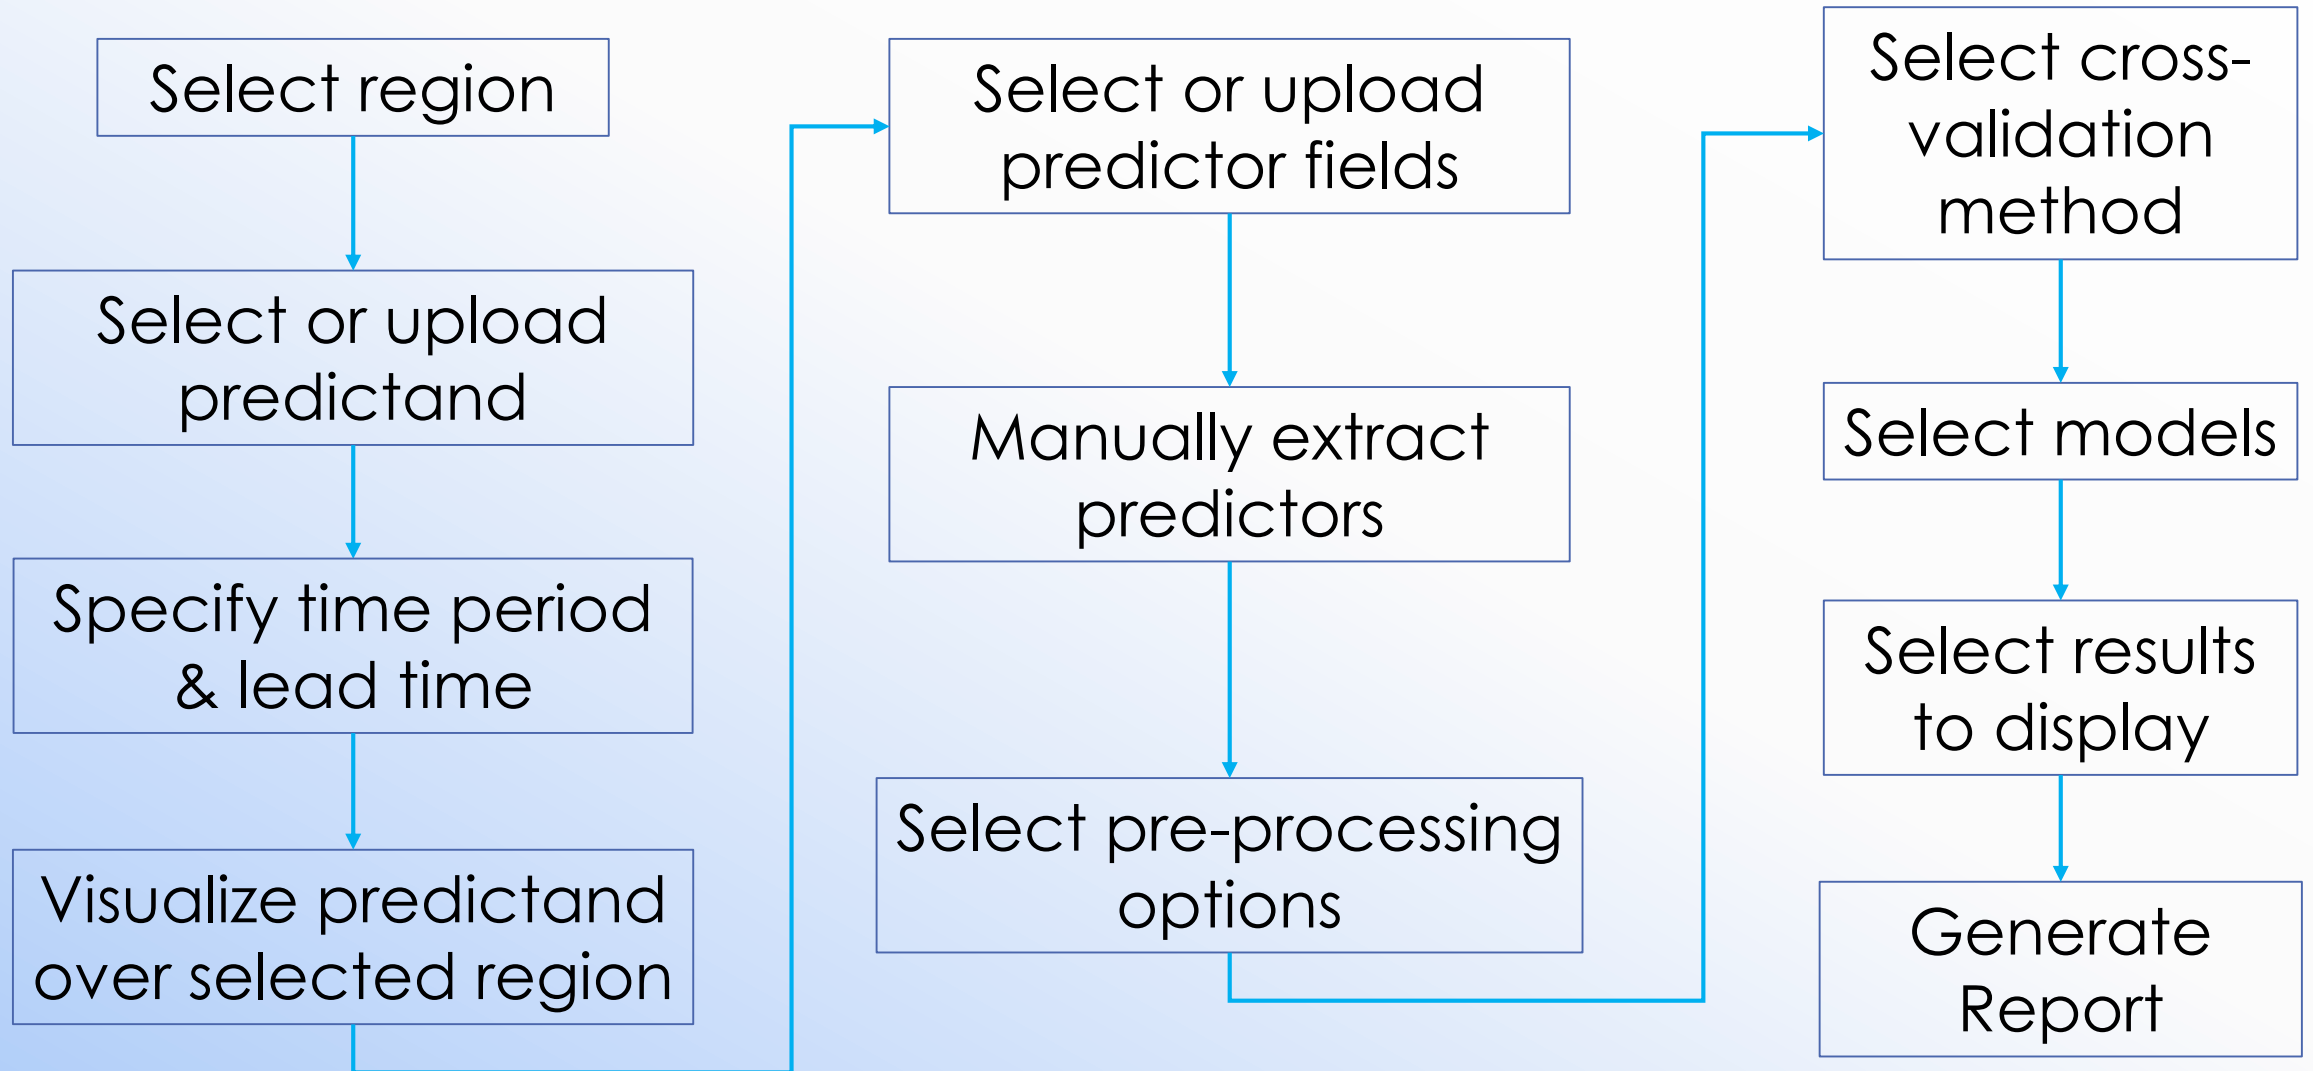 Select region
Select or upload
predictand
Specify time period
& lead time
Visualize predictand
over selected region
Select or upload
predictor fields
Manually extract
predictors
Select pre-processing
options
Select cross-
validation
method
Select models
Select results
to display
Generate
Report